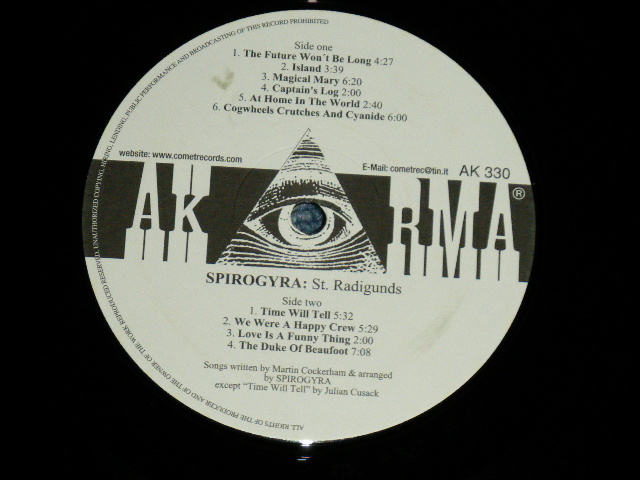 Side one
1. The Future Won´t Be Long 4:27
2. Island 3:39
3. Magical Mary 6:20
4. Captain's Log 2:00
5. At Home In The World 2:40
6. Cogwheels Crutches And Cyanide 6:00
website: www.cometrecords.com
E-Mail: cometrec@tin.it AK 330
AK RMA ®
SPIROGYRA: St. Radigunds
Side two
1. Time Will Tell 5:32
2. We Were A Happy Crew 5:29
3. Love Is A Funny Thing 2:00
4. The Duke Of Beaufoot 7:08
Songs written by Martin Cockerham & arranged
by SPIROGYRA
except “Time Will Tell” by Julian Cusack
ALL RIGHTS OF THE PRODUCER AND OF THE OWNER OF THE WORK REPRODUCED RESERVED, UNAUTHORIZED COPYING, HIRING, LENDING, PUBLIC PERFORMANCE AND BROADCASTING OF THIS RECORD PROHIBITED